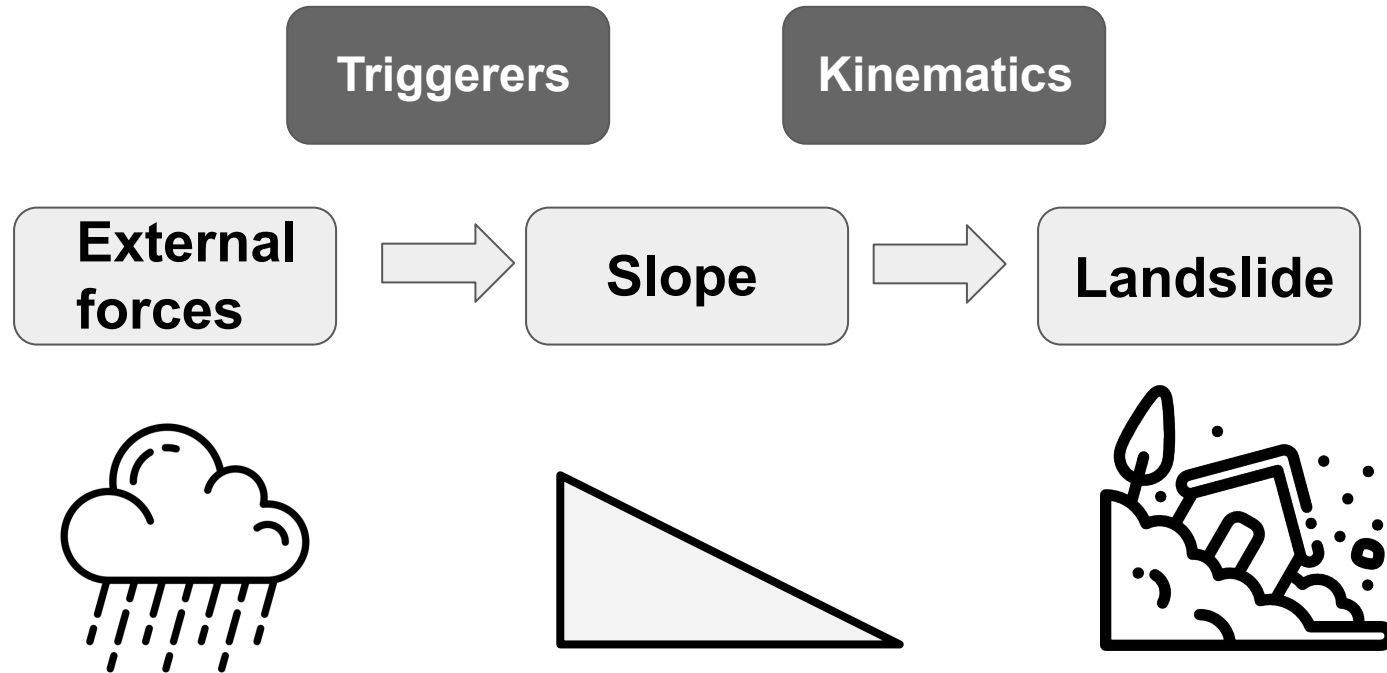 Triggerers
Kinematics
External
forces
Slope
Landslide